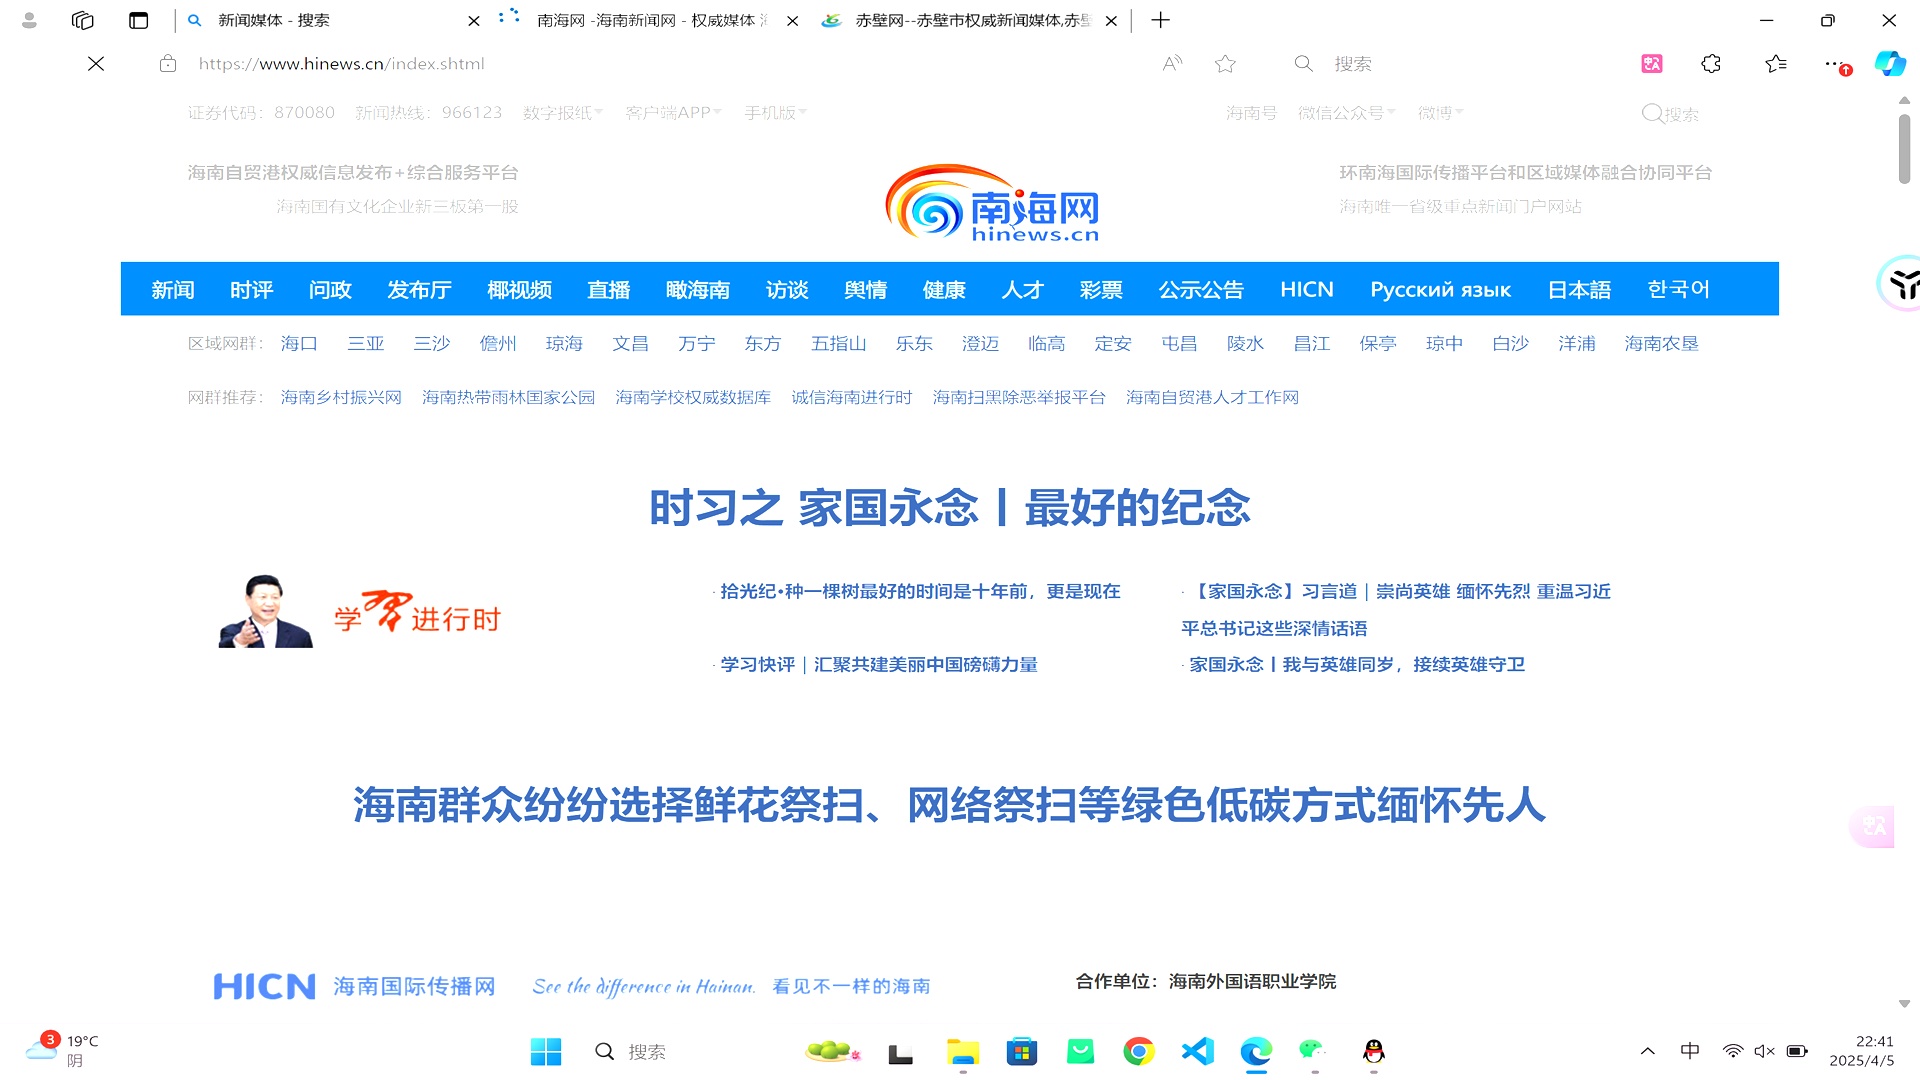 新闻媒体 - 搜索
南海网 -海南新闻网 - 权威媒体
赤壁网--赤壁市权威新闻媒体,赤
https://www.hinews.cn/index.shtml
搜索
证券代码：870080 新闻热线：966123 数字报纸 客户端APP 手机版
海南号 微信公众号 微博
搜索
海南自贸港权威信息发布+综合服务平台
海南国有文化企业新三板第一股
南海网
hinews.cn
环南海国际传播平台和区域媒体融合协同平台
海南唯一省级重点新闻门户网站
新闻 时评 问政 发布厅 椰视频 直播 瞰海南 访谈 舆情 健康 人才 彩票 公示公告 HICN Русский язык 日本語 한국어
区域网群： 海口 三亚 三沙 儋州 琼海 文昌 万宁 东方 五指山 乐东 澄迈 临高 定安 屯昌 陵水 昌江 保亭 琼中 白沙 洋浦 海南农垦
网群推荐： 海南乡村振兴网 海南热带雨林国家公园 海南学校权威数据库 诚信海南进行时 海南扫黑除恶举报平台 海南自贸港人才工作网
时习之 家国永念丨最好的纪念
学习进行时
· 拾光纪·种一棵树最好的时间是十年前，更是现在
· 【家国永念】习言道｜崇尚英雄 缅怀先烈 重温习近
平总书记这些深情话语
· 学习快评｜汇聚共建美丽中国磅礴力量
· 家国永念丨我与英雄同岁，接续英雄守卫
海南群众纷纷选择鲜花祭扫、网络祭扫等绿色低碳方式缅怀先人
HICN 海南国际传播网 See the difference in Hainan. 看见不一样的海南
合作单位：海南外国语职业学院
3
19°C
阴
搜索
中
22:41
2025/4/5